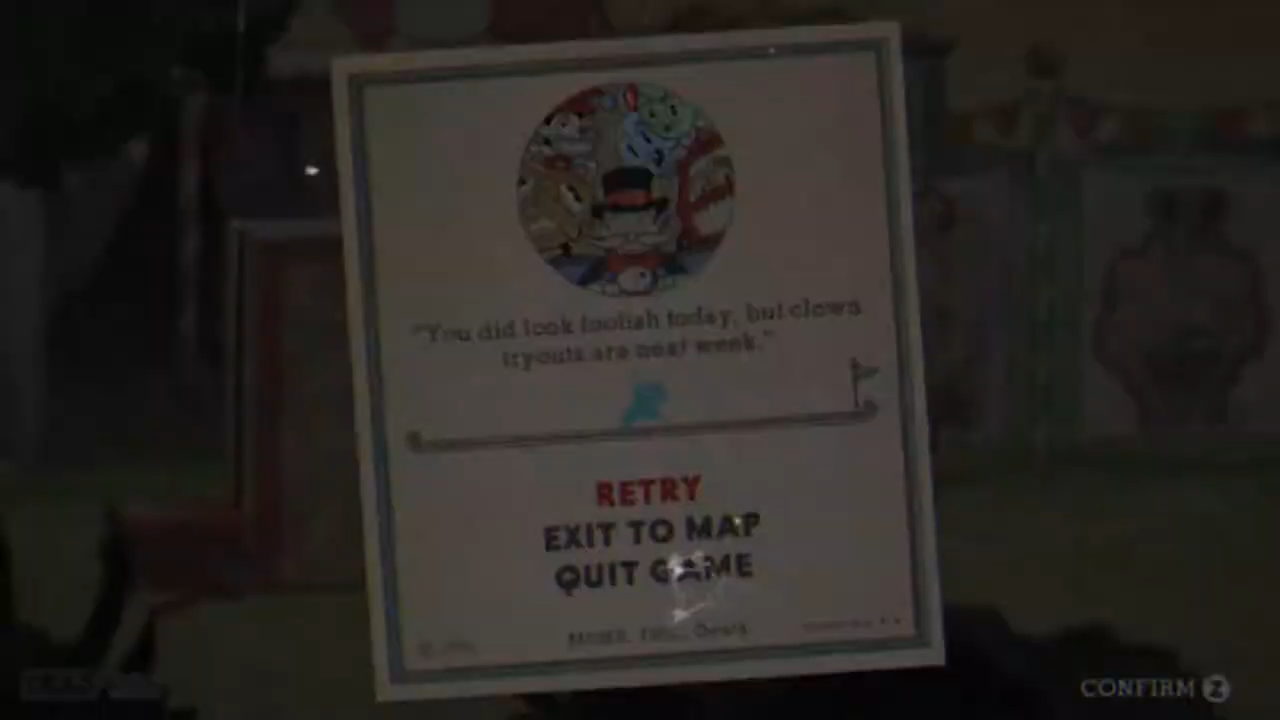 "You did look foolish today, but clown
tryouts are next week."
RETRY
EXIT TO MAP
QUIT GAME
CONFIRM Z